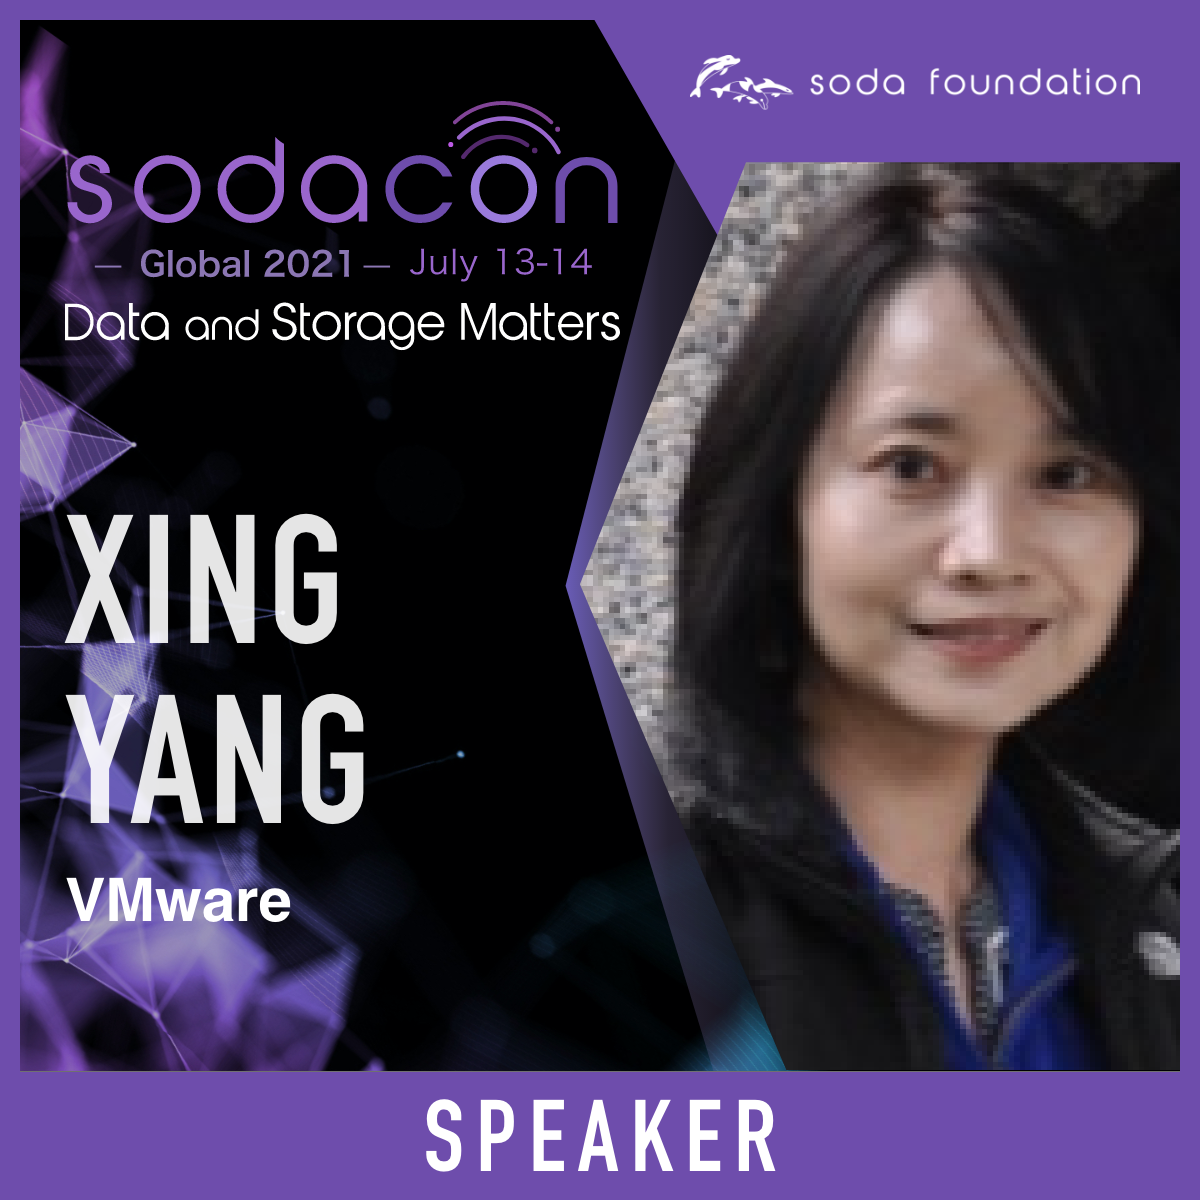 soda foundation
sodacon
— Global 2021 — July 13-14
Data and Storage Matters
XING
YANG
VMware
SPEAKER